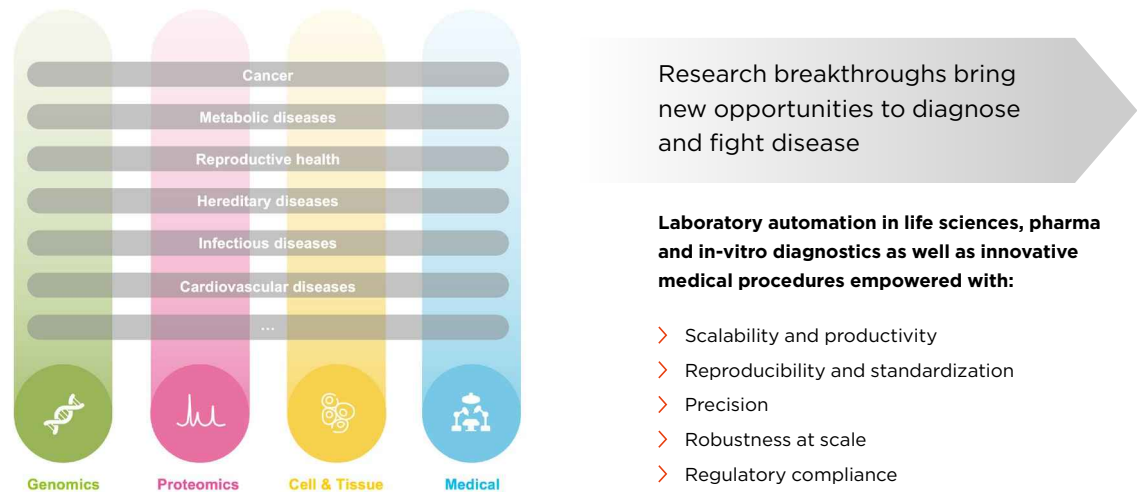 Cancer
Metabolic diseases
Reproductive health
Hereditary diseases
Infectious diseases
Cardiovascular diseases
...
Genomics
Proteomics
Cell & Tissue
Medical
Research breakthroughs bring
new opportunities to diagnose
and fight disease
Laboratory automation in life sciences, pharma
and in-vitro diagnostics as well as innovative
medical procedures empowered with:
Scalability and productivity
Reproducibility and standardization
Precision
Robustness at scale
Regulatory compliance